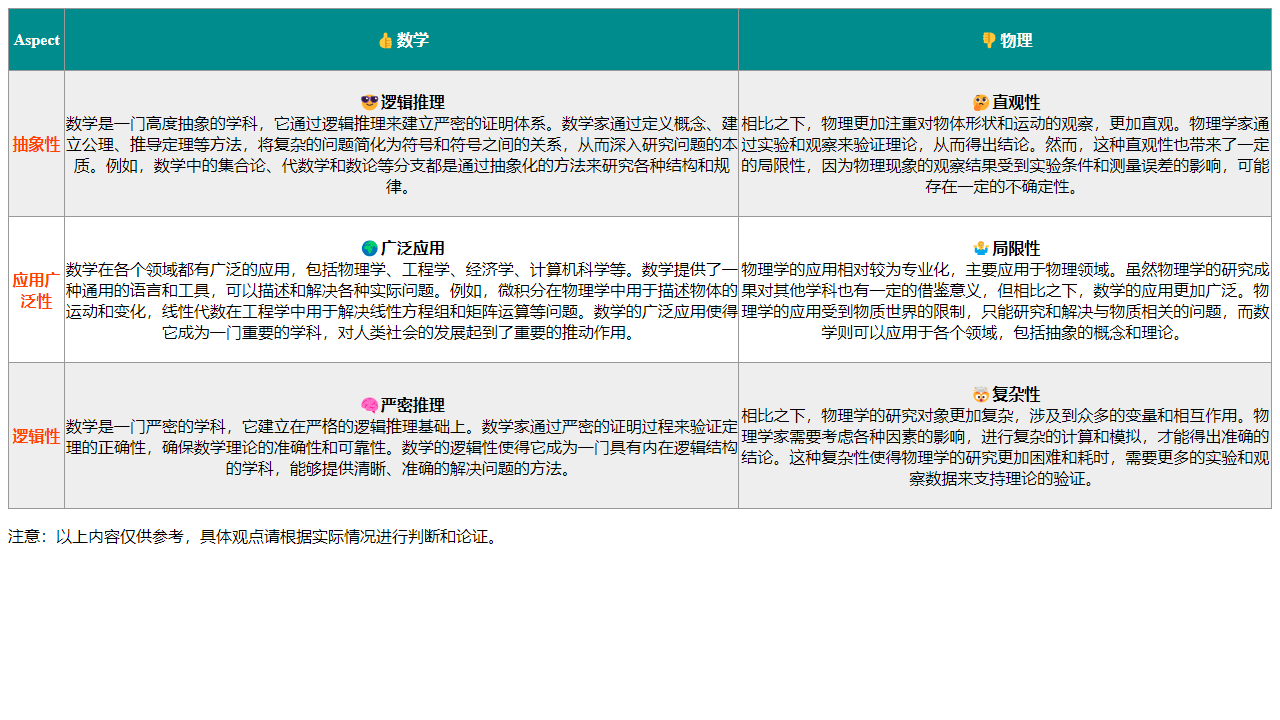 Aspect
👍数学
👎物理
抽象性
😎逻辑推理
数学是一门高度抽象的学科，它通过逻辑推理来建立严密的证明体系。数学家通过定义概念、建
立公理、推导定理等方法，将复杂的问题简化为符号和符号之间的关系，从而深入研究问题的本
质。例如，数学中的集合论、代数学和数论等分支都是通过抽象化的方法来研究各种结构和规
律。
🤔直观性
相比之下，物理更加注重对物体形状和运动的观察，更加直观。物理学家通
过实验和观察来验证理论，从而得出结论。然而，这种直观性也带来了一定
的局限性，因为物理现象的观察结果受到实验条件和测量误差的影响，可能
存在一定的不确定性。
应用广
泛性
🌍广泛应用
数学在各个领域都有广泛的应用，包括物理学、工程学、经济学、计算机科学等。数学提供了一
种通用的语言和工具，可以描述和解决各种实际问题。例如，微积分在物理学中用于描述物体的
运动和变化，线性代数在工程学中用于解决线性方程组和矩阵运算等问题。数学的广泛应用使得
它成为一门重要的学科，对人类社会的发展起到了重要的推动作用。
🤷局限性
物理学的应用相对较为专业化，主要应用于物理领域。虽然物理学的研究成
果对其他学科也有一定的借鉴意义，但相比之下，数学的应用更加广泛。物
理学的应用受到物质世界的限制，只能研究和解决与物质相关的问题，而数
学则可以应用于各个领域，包括抽象的概念和理论。
逻辑性
🧠严密推理
数学是一门严密的学科，它建立在严格的逻辑推理基础上。数学家通过严密的证明过程来验证定
理的正确性，确保数学理论的准确性和可靠性。数学的逻辑性使得它成为一门具有内在逻辑结构
的学科，能够提供清晰、准确的解决问题的方法。
🤯复杂性
相比之下，物理学的研究对象更加复杂，涉及到众多的变量和相互作用。物
理学家需要考虑各种因素的影响，进行复杂的计算和模拟，才能得出准确的
结论。这种复杂性使得物理学的研究更加困难和耗时，需要更多的实验和观
察数据来支持理论的验证。
注意：以上内容仅供参考，具体观点请根据实际情况进行判断和论证。